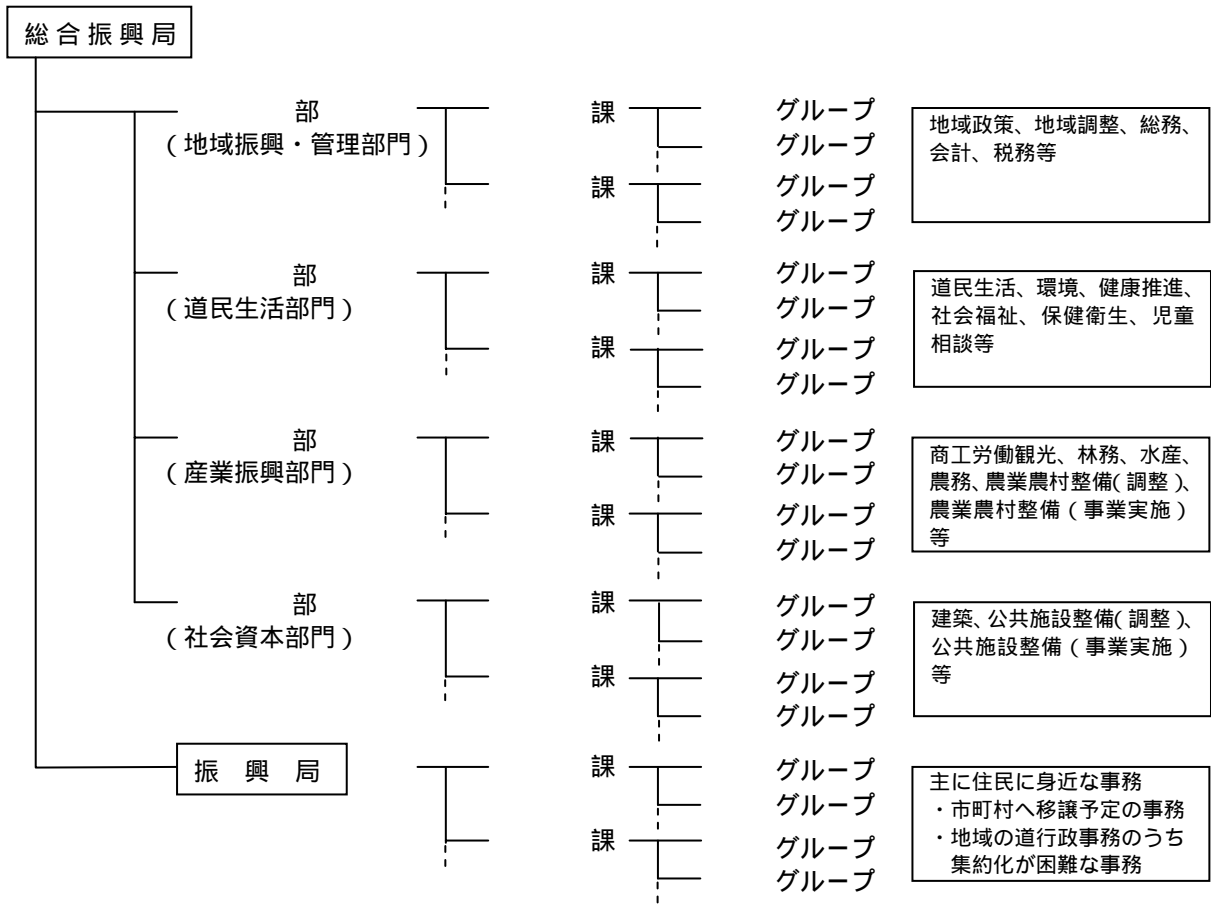 総合振興局
部 課 グループ
(地域振興・管理部門) グループ
課 グループ
グループ
地域政策、地域調整、総務、
会計、税務等
部 課 グループ
(道民生活部門) グループ
課 グループ
グループ
道民生活、環境、健康推進、
社会福祉、保健衛生、児童
相談等
部 課 グループ
(産業振興部門) グループ
課 グループ
グループ
商工労働観光、林務、水産、
農務、農業農村整備(調整)、
農業農村整備(事業実施)
等
部 課 グループ
(社会資本部門) グループ
課 グループ
グループ
建築、公共施設整備(調整)、
公共施設整備(事業実施)
等
振興局 課 グループ
グループ
課 グループ
グループ
主に住民に身近な事務
・市町村へ移譲予定の事務
・地域の道行政事務のうち
集約化が困難な事務